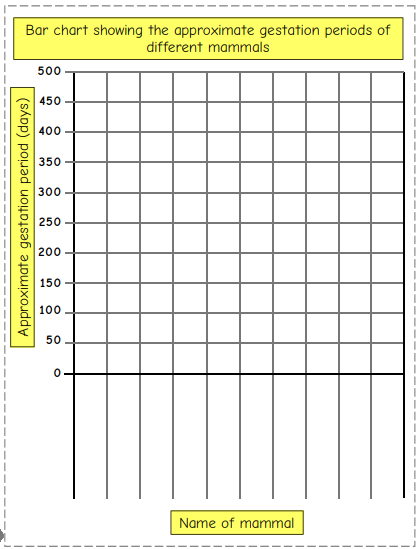 Bar chart showing the approximate gestation periods of
different mammals
Approximate gestation period (days)
500
450
400
350
300
250
200
150
100
50
0
Name of mammal